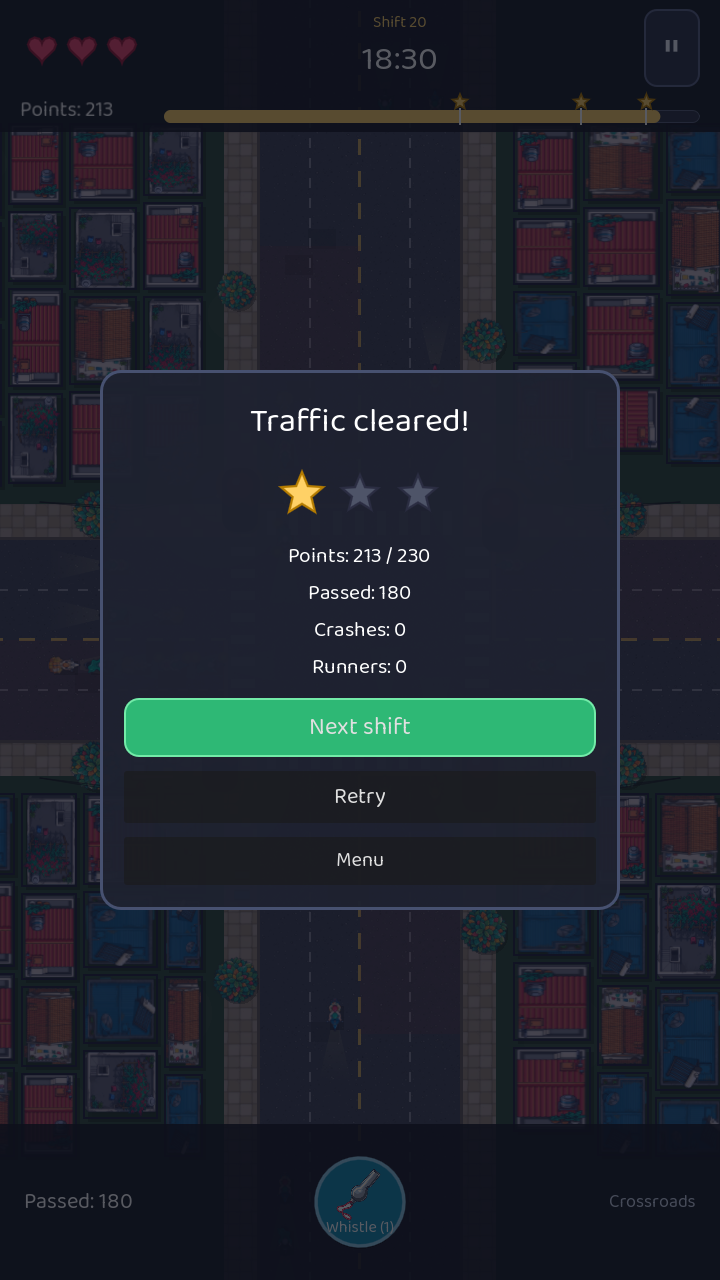 Shift 20
18:30
Points: 213
Traffic cleared!
Points: 213 / 230
Passed: 180
Crashes: 0
Runners: 0
Next shift
Retry
Menu
Passed: 180
Whistle (1)
Crossroads